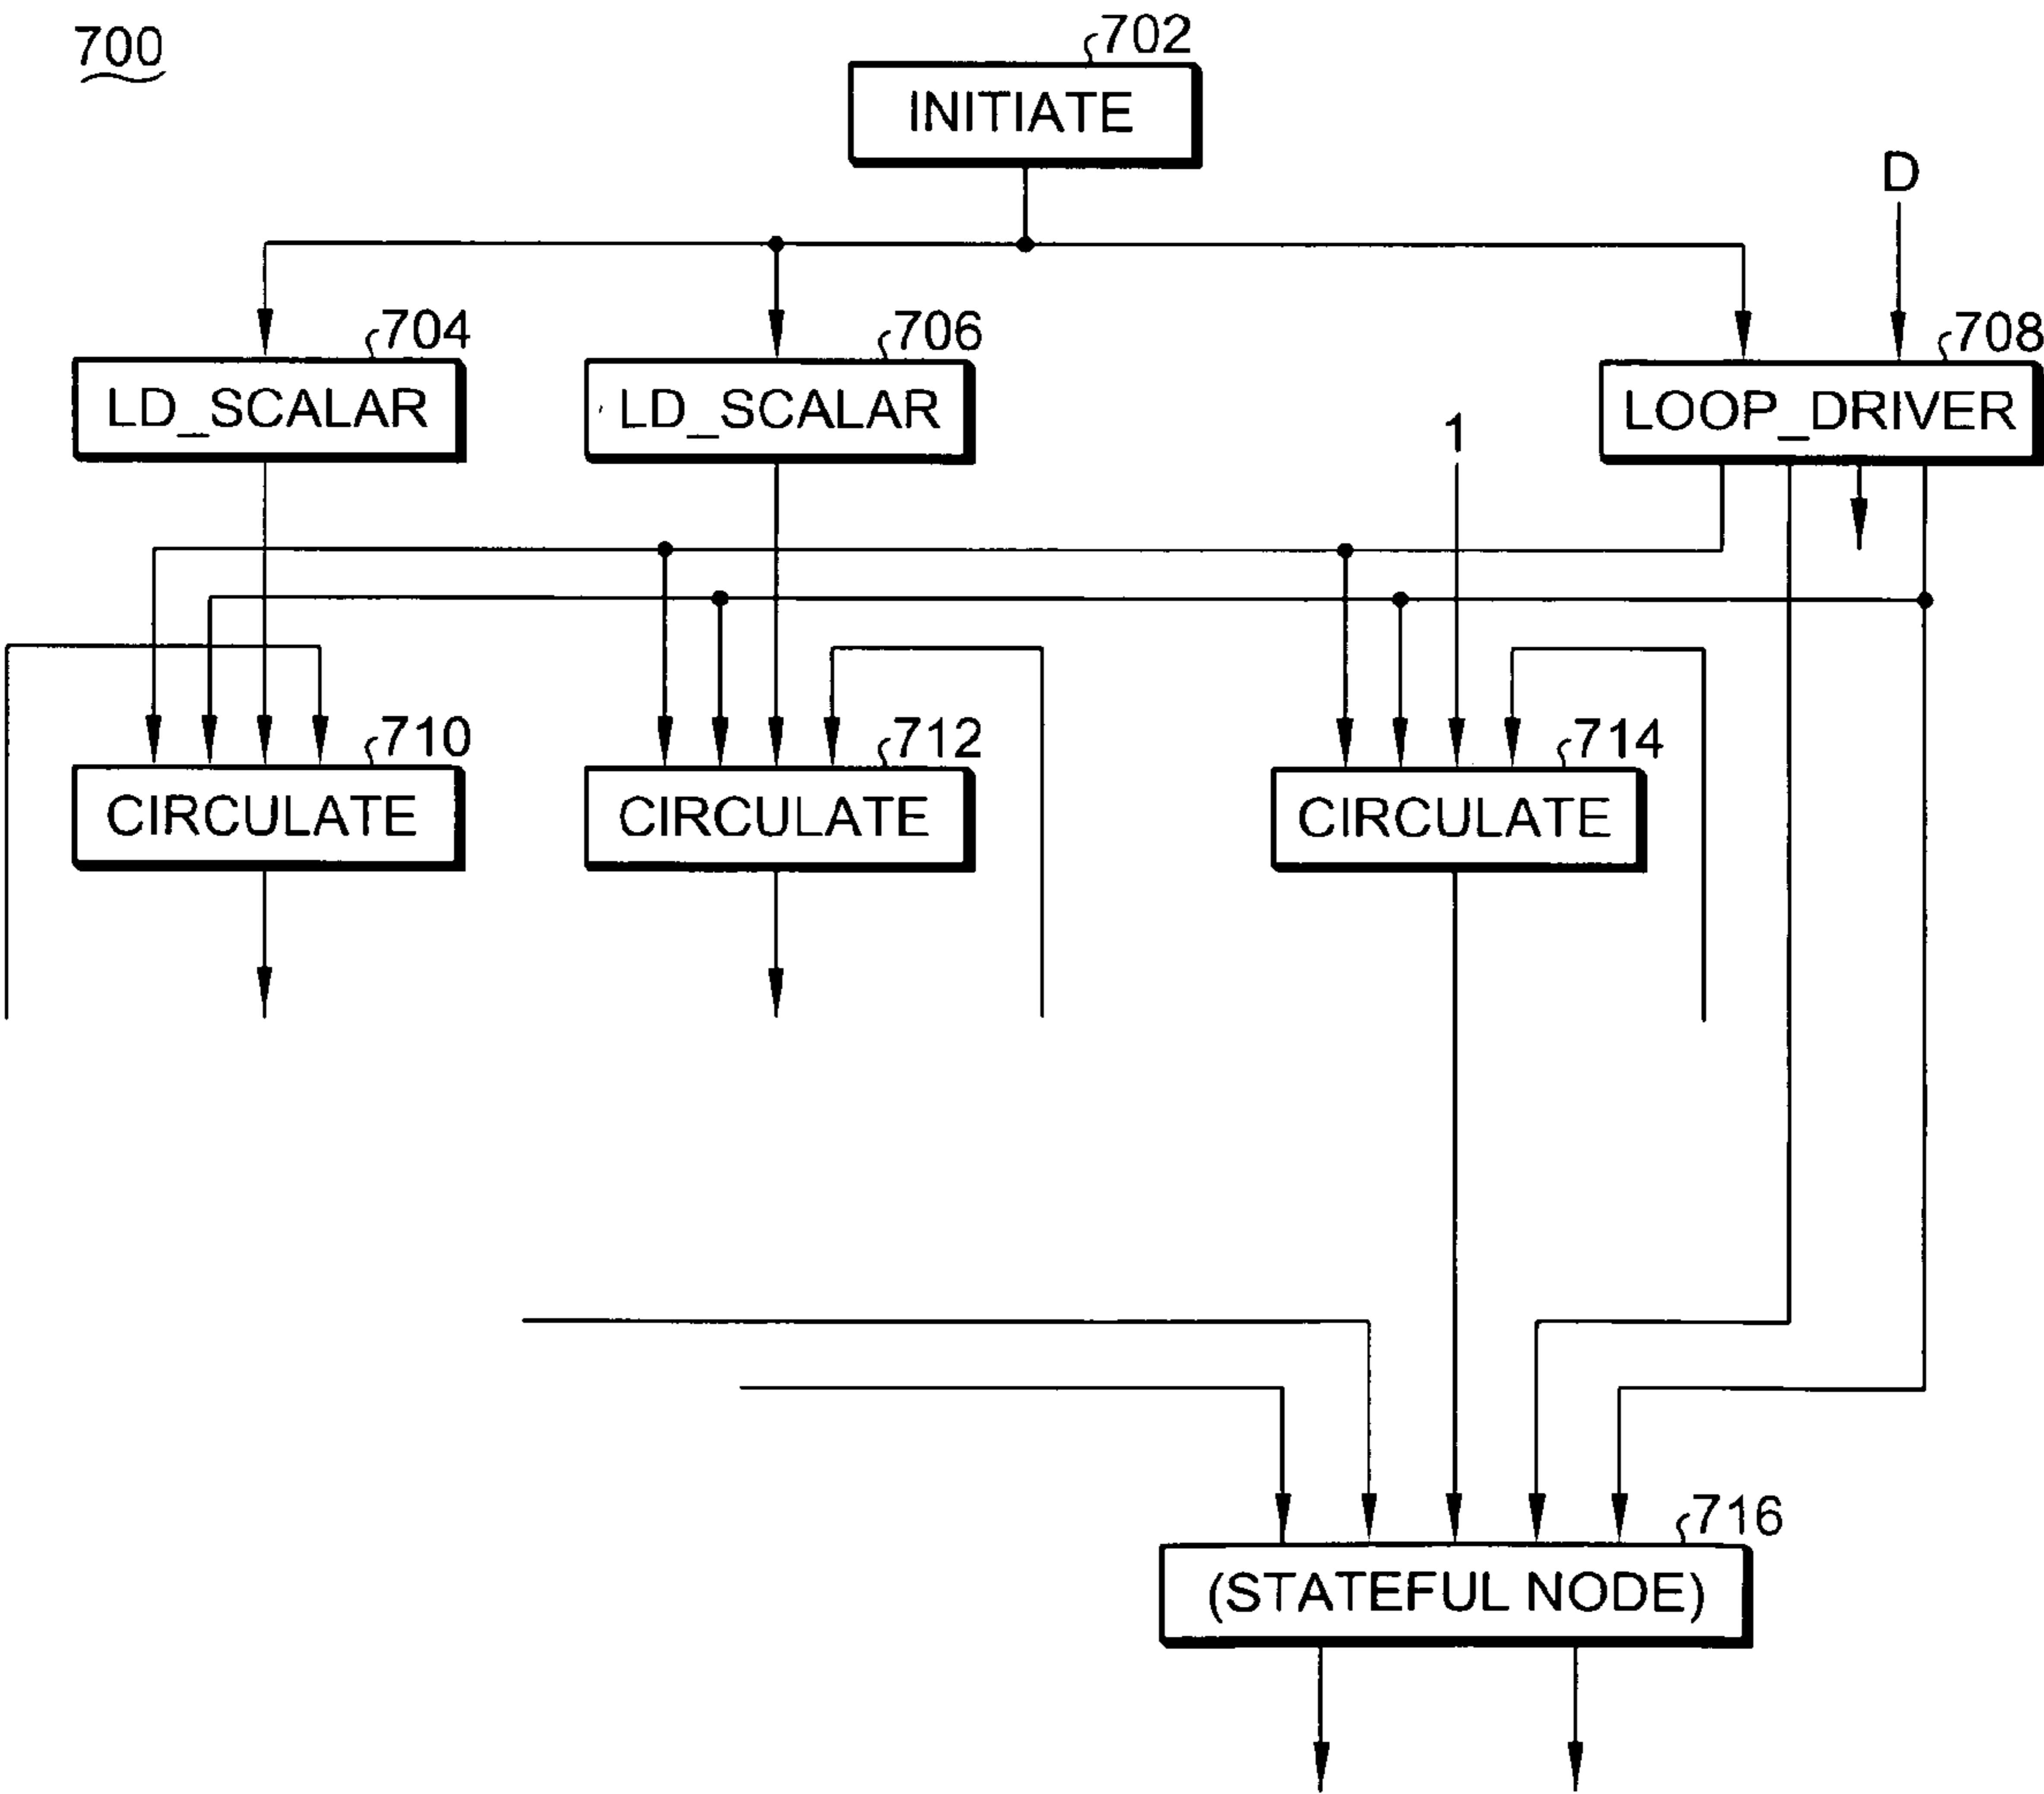 700
702
INITIATE
D
704
706
708
LD_SCALAR
LD_SCALAR
LOOP_DRIVER
1
710
712
714
CIRCULATE
CIRCULATE
CIRCULATE
716
(STATEFUL NODE)